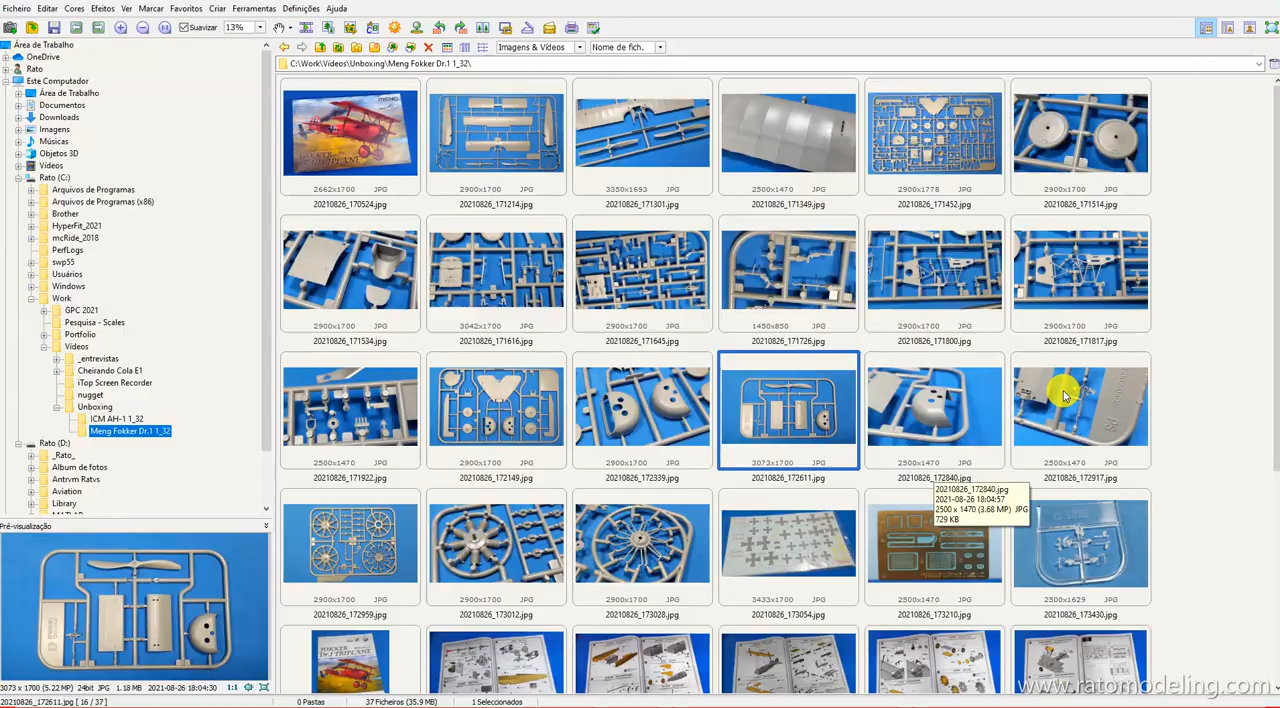 Ficheiro Editar Cores Efeitos Ver Marcar Favoritos Criar Ferramentas Definições Ajuda
Suavizar 13%
Imagens & Vídeos Nome de fich.
C:\Work\Vídeos\Unboxing\Meng Fokker Dr.1 1_32\
Área de Trabalho
OneDrive
Rato
Este Computador
Área de Trabalho
Documentos
Downloads
Imagens
Músicas
Objetos 3D
Vídeos
Rato (C:)
Arquivos de Programas
Arquivos de Programas (x86)
Brother
HyperFit_2021
mcRide_2018
PerfLogs
swp55
Usuários
Windows
Work
GPC 2021
Pesquisa - Scales
Portfolio
Vídeos
_entrevistas
Cheirando Cola E1
iTop Screen Recorder
nugget
Unboxing
ICM AH-1 1_32
Meng Fokker Dr.1 1_32
Rato (D:)
_Rato_
Album de fotos
Antrvm Ratvs
Aviation
Library
Pré-visualização
3073 x 1700 (5.22 MP) 24bit JPG 1.18 MB 2021-08-26 18:04:30 1:1
20210826_172611.jpg [ 16 / 37 ]
0 Pastas 37 Ficheiros (35.9 MB) 1 Seleccionados
2662x1700 JPG 2900x1700 JPG 3350x1693 JPG 2500x1470 JPG 2900x1778 JPG 2900x1700 JPG
20210826_170524.jpg 20210826_171214.jpg 20210826_171301.jpg 20210826_171349.jpg 20210826_171452.jpg 20210826_171514.jpg
2900x1700 JPG 3042x1700 JPG 2900x1700 JPG 1450x850 JPG 2900x1700 JPG 2900x1700 JPG
20210826_171534.jpg 20210826_171616.jpg 20210826_171645.jpg 20210826_171726.jpg 20210826_171800.jpg 20210826_171817.jpg
2500x1470 JPG 2900x1700 JPG 2900x1700 JPG 3073x1700 JPG 2500x1470 JPG 2500x1470 JPG
20210826_171922.jpg 20210826_172149.jpg 20210826_172339.jpg 20210826_172611.jpg 20210826_172840.jpg 20210826_172917.jpg
20210826_172840.jpg
2021-08-26 18:04:57
2500 x 1470 (3.68 MP) JPG
729 KB
2900x1700 JPG 2900x1700 JPG 2900x1700 JPG 3433x1700 JPG 2500x1470 JPG 2500x1629 JPG
20210826_172959.jpg 20210826_173012.jpg 20210826_173028.jpg 20210826_173054.jpg 20210826_173210.jpg 20210826_173430.jpg
FOKKER
Dr.I TRIPLANE
www.ratomodeling.com